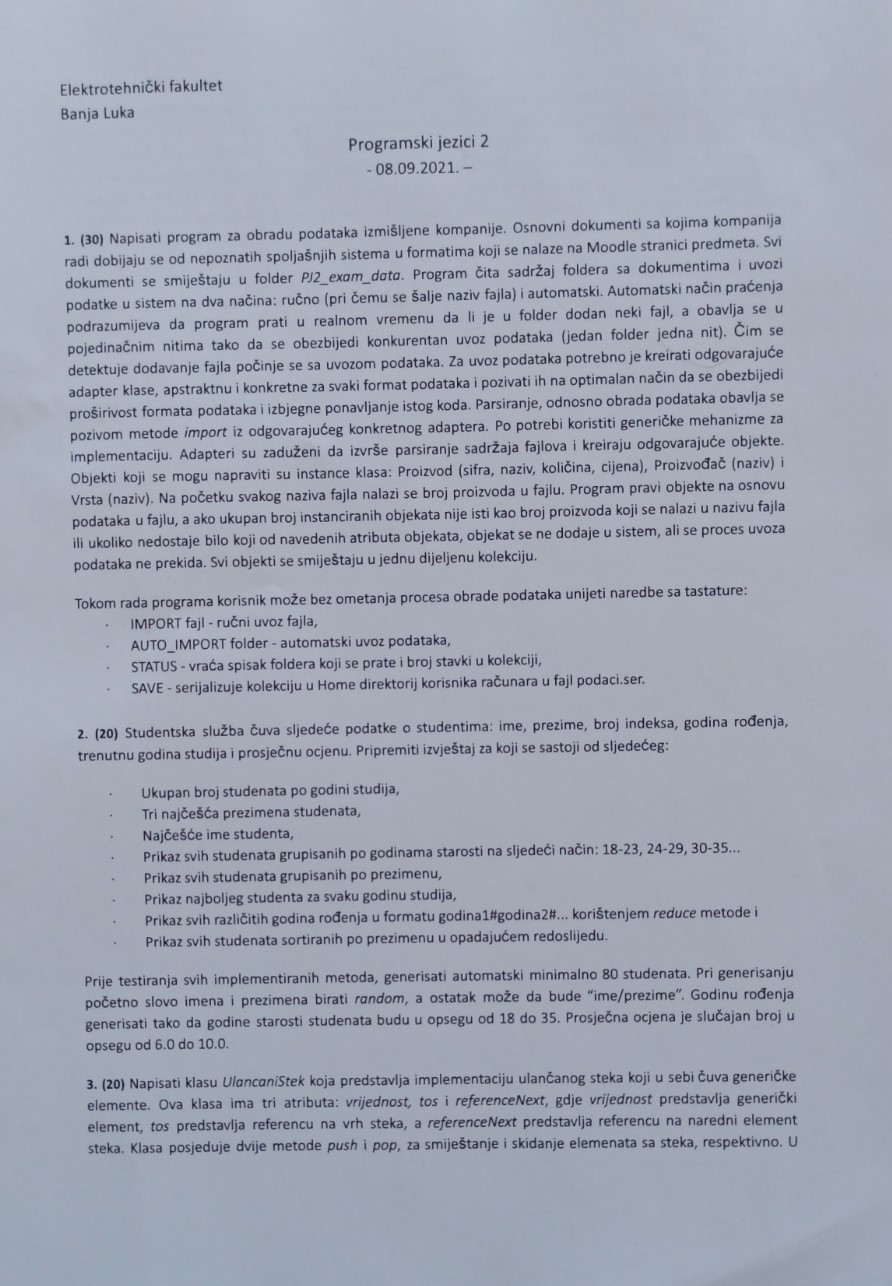 Elektrotehnički fakultet
Banja Luka
Programski jezici 2
- 08.09.2021. –
1. (30) Napisati program za obradu podataka izmišljene kompanije. Osnovni dokumenti sa kojima kompanija
radi dobijaju se od nepoznatih spoljašnjih sistema u formatima koji se nalaze na Moodle stranici predmeta. Svi
dokumenti se smiještaju u folder PJ2_exam_data. Program čita sadržaj foldera sa dokumentima i uvozi
podatke u sistem na dva načina: ručno (pri čemu se šalje naziv fajla) i automatski. Automatski način praćenja
podrazumijeva da program prati u realnom vremenu da li je u folder dodan neki fajl, a obavlja se u
pojedinačnim nitima tako da se obezbijedi konkurentan uvoz podataka (jedan folder jedna nit). Čim se
detektuje dodavanje fajla počinje se sa uvozom podataka. Za uvoz podataka potrebno je kreirati odgovarajuće
adapter klase, apstraktnu i konkretne za svaki format podataka i pozivati ih na optimalan način da se obezbijedi
proširivost formata podataka i izbjegne ponavljanje istog koda. Parsiranje, odnosno obrada podataka obavlja se
pozivom metode import iz odgovarajućeg konkretnog adaptera. Po potrebi koristiti generičke mehanizme za
implementaciju. Adapteri su zaduženi da izvrše parsiranje sadržaja fajlova i kreiraju odgovarajuće objekte.
Objekti koji se mogu napraviti su instance klasa: Proizvod (sifra, naziv, količina, cijena), Proizvođač (naziv) i
Vrsta (naziv). Na početku svakog naziva fajla nalazi se broj proizvoda u fajlu. Program pravi objekte na osnovu
podataka u fajlu, a ako ukupan broj instanciranih objekata nije isti kao broj proizvoda koji se nalazi u nazivu fajla
ili ukoliko nedostaje bilo koji od navedenih atributa objekata, objekat se ne dodaje u sistem, ali se proces uvoza
podataka ne prekida. Svi objekti se smiještaju u jednu dijeljenu kolekciju.
Tokom rada programa korisnik može bez ometanja procesa obrade podataka unijeti naredbe sa tastature:
· IMPORT fajl - ručni uvoz fajla,
· AUTO_IMPORT folder - automatski uvoz podataka,
· STATUS - vraća spisak foldera koji se prate i broj stavki u kolekciji,
· SAVE - serijalizuje kolekciju u Home direktorij korisnika računara u fajl podaci.ser.
2. (20) Studentska služba čuva sljedeće podatke o studentima: ime, prezime, broj indeksa, godina rođenja,
trenutnu godina studija i prosječnu ocjenu. Pripremiti izvještaj za koji se sastoji od sljedećeg:
· Ukupan broj studenata po godini studija,
· Tri najčešća prezimena studenata,
· Najčešće ime studenta,
· Prikaz svih studenata grupisanih po godinama starosti na sljedeći način: 18-23, 24-29, 30-35...
· Prikaz svih studenata grupisanih po prezimenu,
· Prikaz najboljeg studenta za svaku godinu studija,
· Prikaz svih različitih godina rođenja u formatu godina1#godina2#... korištenjem reduce metode i
· Prikaz svih studenata sortiranih po prezimenu u opadajućem redoslijedu.
Prije testiranja svih implementiranih metoda, generisati automatski minimalno 80 studenata. Pri generisanju
početno slovo imena i prezimena birati random, a ostatak može da bude “ime/prezime”. Godinu rođenja
generisati tako da godine starosti studenata budu u opsegu od 18 do 35. Prosječna ocjena je slučajan broj u
opsegu od 6.0 do 10.0.
3. (20) Napisati klasu UlancaniStek koja predstavlja implementaciju ulančanog steka koji u sebi čuva generičke
elemente. Ova klasa ima tri atributa: vrijednost, tos i referenceNext, gdje vrijednost predstavlja generički
element, tos predstavlja referencu na vrh steka, a referenceNext predstavlja referencu na naredni element
steka. Klasa posjeduje dvije metode push i pop, za smiještanje i skidanje elemenata sa steka, respektivno. U